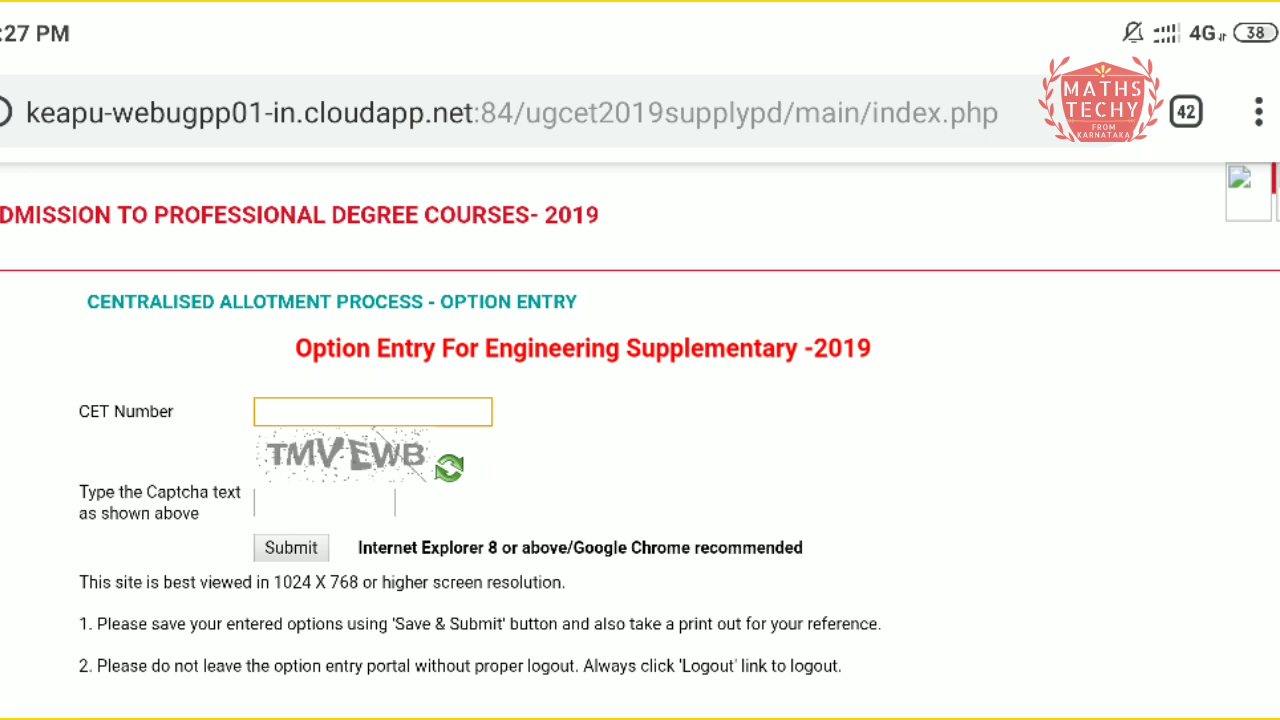 :27 PM
4G
38
keapu-webugpp01-in.cloudapp.net:84/ugcet2019supplypd/main/index.php
MATHS
TECHY
FROM
KARNATAKA
42
DMISSION TO PROFESSIONAL DEGREE COURSES- 2019
CENTRALISED ALLOTMENT PROCESS - OPTION ENTRY
Option Entry For Engineering Supplementary -2019
CET Number
TMVEWB
Type the Captcha text
as shown above
Submit
Internet Explorer 8 or above/Google Chrome recommended
This site is best viewed in 1024 X 768 or higher screen resolution.
1. Please save your entered options using 'Save & Submit' button and also take a print out for your reference.
2. Please do not leave the option entry portal without proper logout. Always click 'Logout' link to logout.